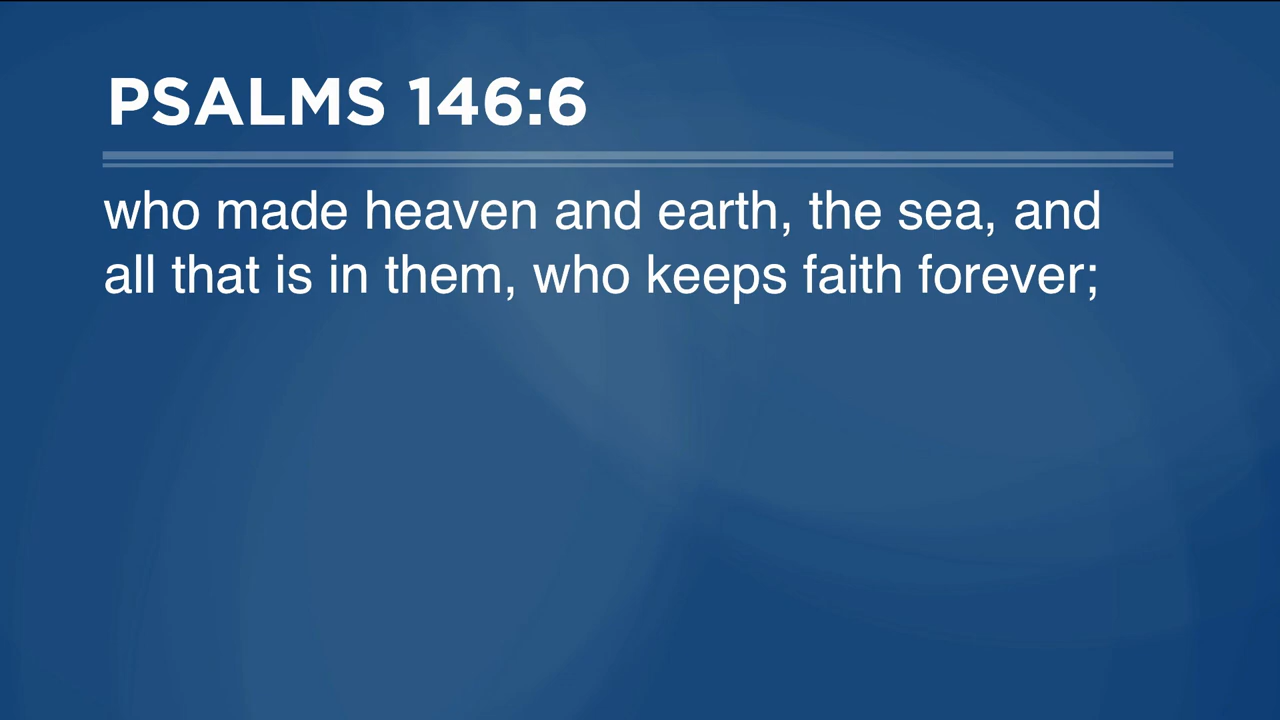 PSALMS 146:6
who made heaven and earth, the sea, and
all that is in them, who keeps faith forever;